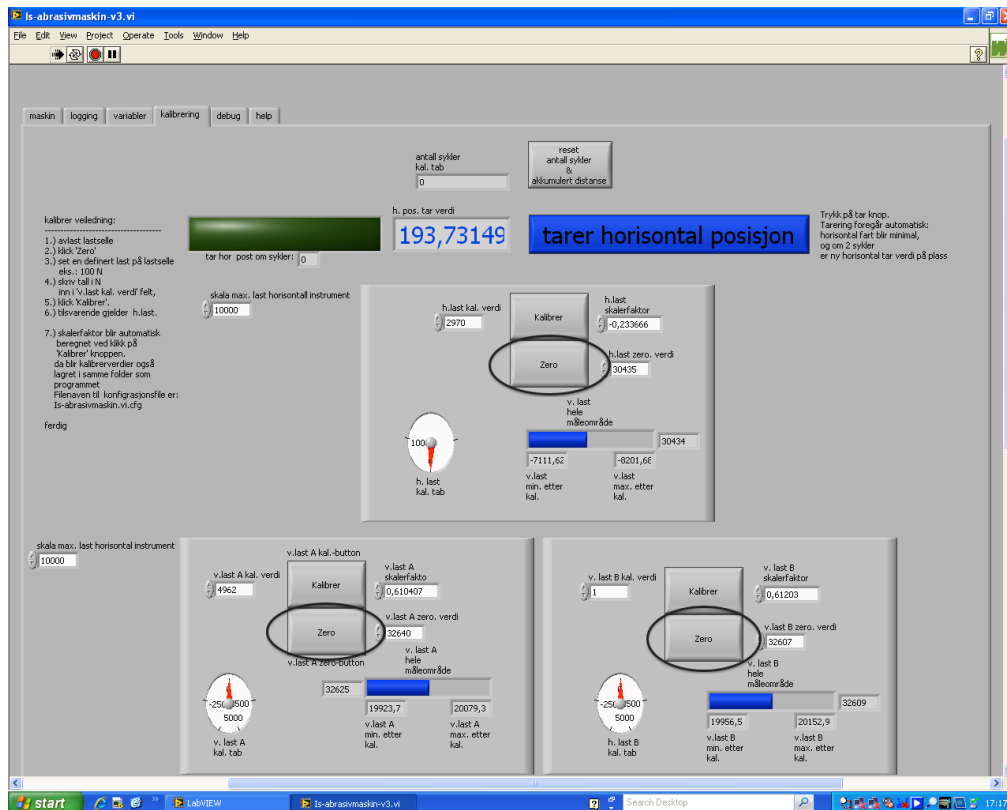 Is-abrasivmaskin-v3.vi
File Edit View Project Operate Tools Window Help
maskin logging variabler kalibrering debug help
antall sykler
kal. tab
0
reset
antall sykler
&
akkumulert distanse
kalibrer veiledning:
----------------------------------
1.) avlast lastselle
2.) klick 'Zero'
3.) set en definert last på lastselle
eks.: 100 N
4.) skriv tall i N
inn i 'v.last kal. verdi' felt,
5.) klick 'Kalibrer'.
6.) tilsvarende gjelder h.last.
7.) skalerfaktor blir automatisk
beregnet ved klikk på
'Kalibrer' knoppen.
da blir kalibrerverdier også
lagret i samme folder som
programmet
Filenaven til konfigrasjonsfile er:
Is-abrasivmaskin.vi.cfg
ferdig
tar hor post om sykler: 0
h. pos. tar verdi
193,73149
tarer horisontal posisjon
Trykk på tar knop.
Tarering foregår automatisk:
horisontal fart blir minimal,
og om 2 sykler
er ny horisontal tar verdi på plass
skala max. last horisontall instrument
10000
h.last kal. verdi
2970
Kalibrer
Zero
h.last
skalerfaktor
-0,233666
h.last zero. verdi
30435
v. last
hele
måleområde
30434
-7111,62
-8201,68
v.last
min. etter
kal.
v.last
max. etter
kal.
h. last
kal. tab
skala max. last horisontal instrument
10000
v.last A kal.-button
v.last A kal. verdi
4962
Kalibrer
Zero
v.last A zero-button
v.last A
skalerfakto
0,610407
v.last A zero. verdi
32640
v. last A
hele
måleområde
32625
19923,7
20079,3
v.last A
min. etter
kal.
v.last A
max. etter
kal.
5000
v. last A
kal. tab
v.last B kal. verdi
1
Kalibrer
Zero
v. last B
skalerfaktor
0,61203
v.last B zero. verdi
32607
v. last B
hele
måleområde
32609
19956,5
20152,9
v.last B
min. etter
kal.
v.last B
max. etter
kal.
5000
h. last B
kal. tab
start
LabVIEW
Is-abrasivmaskin-v3.vi
Search Desktop